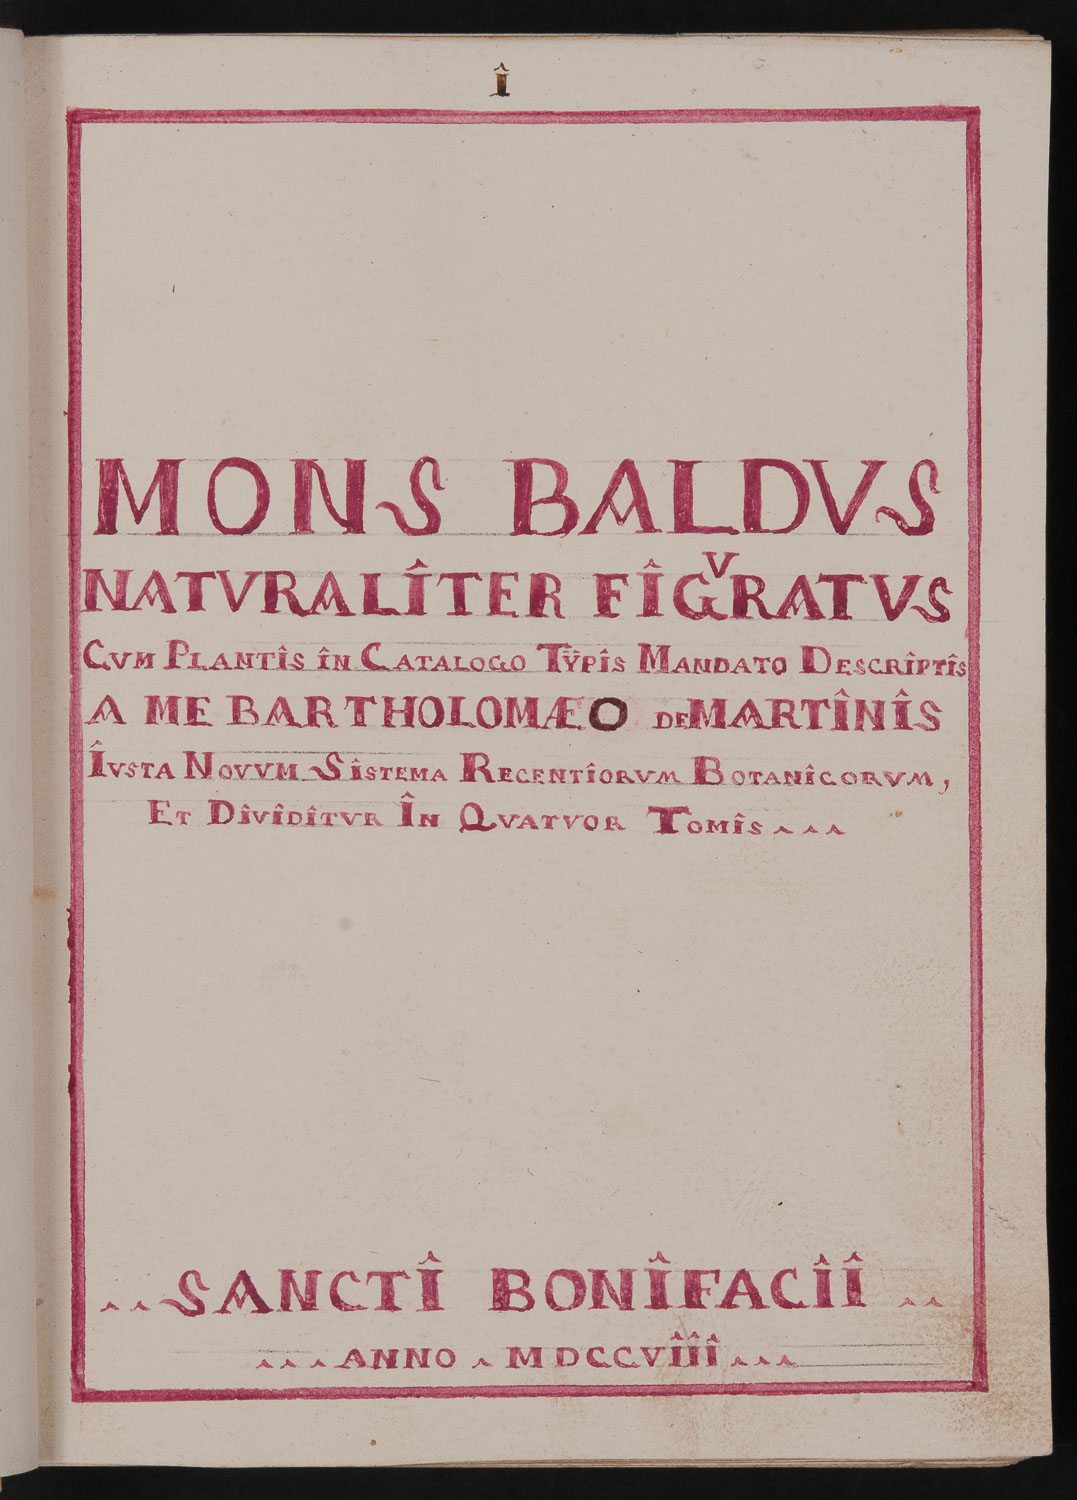 î
MONS BALDVS
NATVRALÎTER FÎGVRATVS
CVM PLANTÎS ÎN CATALOGO TŸPÎS MANDATO DESCRÎPTÎS
A ME BARTHOLOMÆO DE MARTÎNÎS
ÎVSTA NOVVM SÎSTEMA RECENTÎORVM BOTANÎCORVM,
ET DÎVÎDÎTVR ÎN QVATVOR TOMÎS ^ ^ ^
^ ^ SANCTÎ BONÎFACÎÎ ^ ^
^ ^ ^ ANNO ^ MDCCVÎÎÎ ^ ^ ^